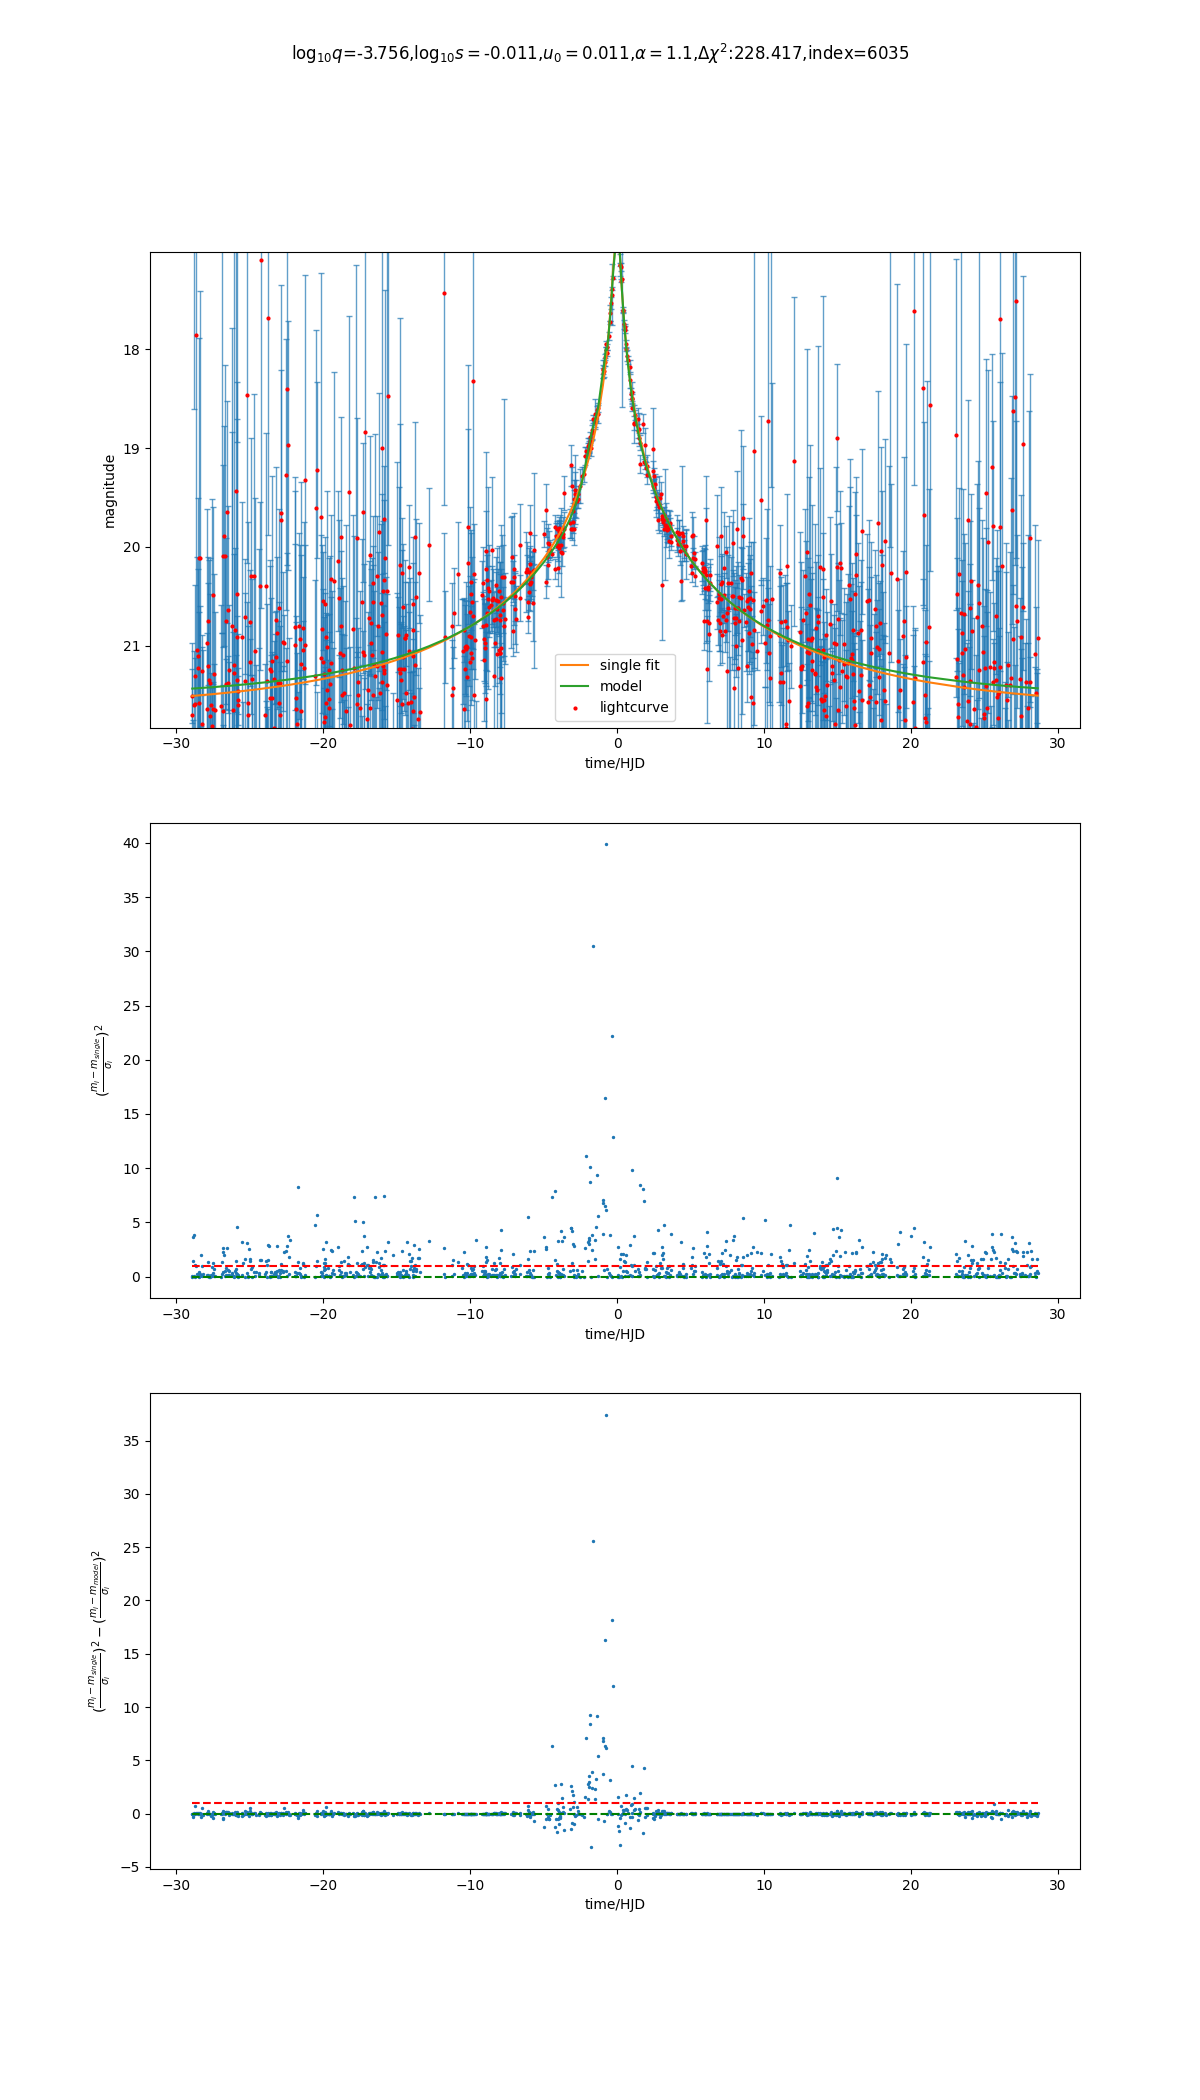 log₁₀q=-3.756,log₁₀s = -0.011,u₀ = 0.011,α = 1.1,Δχ²:228.417,index=6035
magnitude
18
19
20
21
single fit
model
lightcurve
−30 −20 −10 0 10 20 30
time/HJD
((mᵢ − m_single)/σᵢ)²
40
35
30
25
20
15
10
5
0
−30 −20 −10 0 10 20 30
time/HJD
((mᵢ − m_single)/σᵢ)² − ((mᵢ − m_model)/σᵢ)²
35
30
25
20
15
10
5
0
−5
−30 −20 −10 0 10 20 30
time/HJD